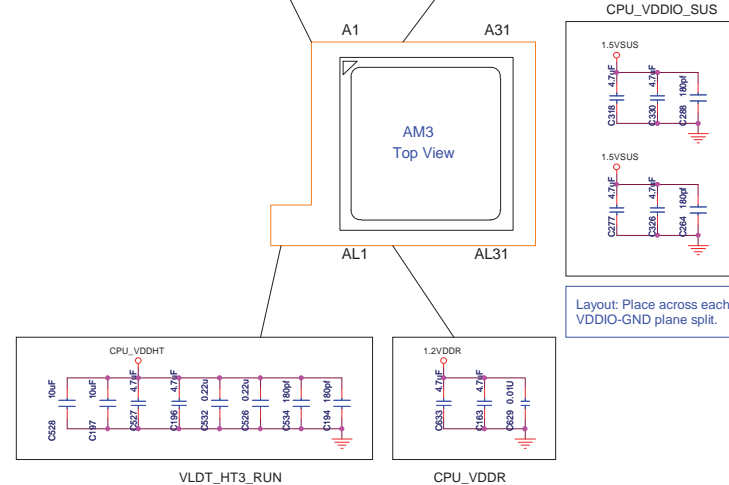 CPU_VDDIO_SUS
A1
A31
1.5VSUS
4.7uF
4.7uF
180pf
C318
C330
C288
AM3
Top View
1.5VSUS
4.7uF
4.7uF
180pf
C277
C326
C264
AL1
AL31
Layout: Place across each
VDDIO-GND plane split.
CPU_VDDHT
10uF
10uF
4.7uF
4.7uF
0.22u
0.22u
180pf
180pf
C528
C197
C527
C196
C532
C526
C534
C194
1.2VDDR
4.7uF
4.7uF
0.01U
C633
C163
C629
VLDT_HT3_RUN
CPU_VDDR